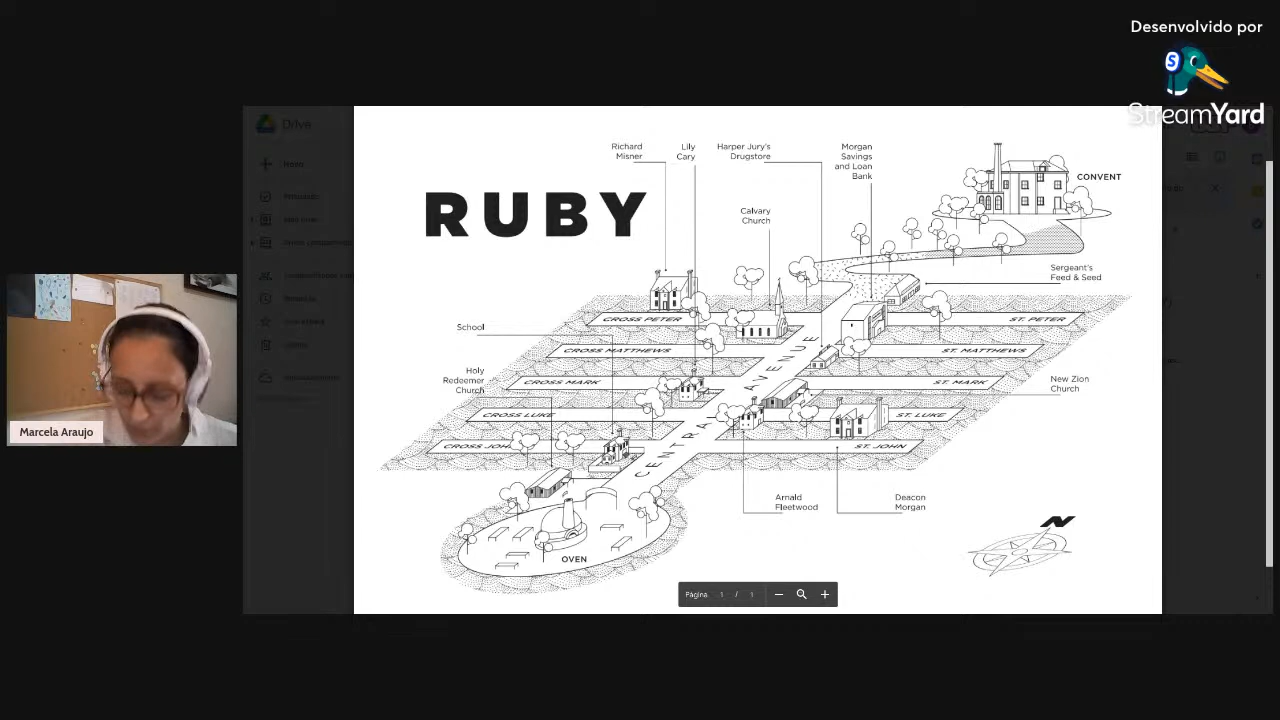 Desenvolvido por
StreamYard
Drive
Richard
Misner
Lily
Cary
Harper Jury's
Drugstore
Morgan
Savings
and Loan
Bank
CONVENT
RUBY
Calvary
Church
Sergeant's
Feed & Seed
CROSS PETER
ST. PETER
School
CROSS MATTHEWS
ST. MATTHEWS
Holy
Redeemer
Church
CROSS MARK
ST. MARK
New Zion
Church
CROSS LUKE
ST. LUKE
CROSS JOH
ST. JOHN
CENTRAL AVENUE
Marcela Araujo
Arnald
Fleetwood
Deacon
Morgan
N
OVEN
Página 1 / 1